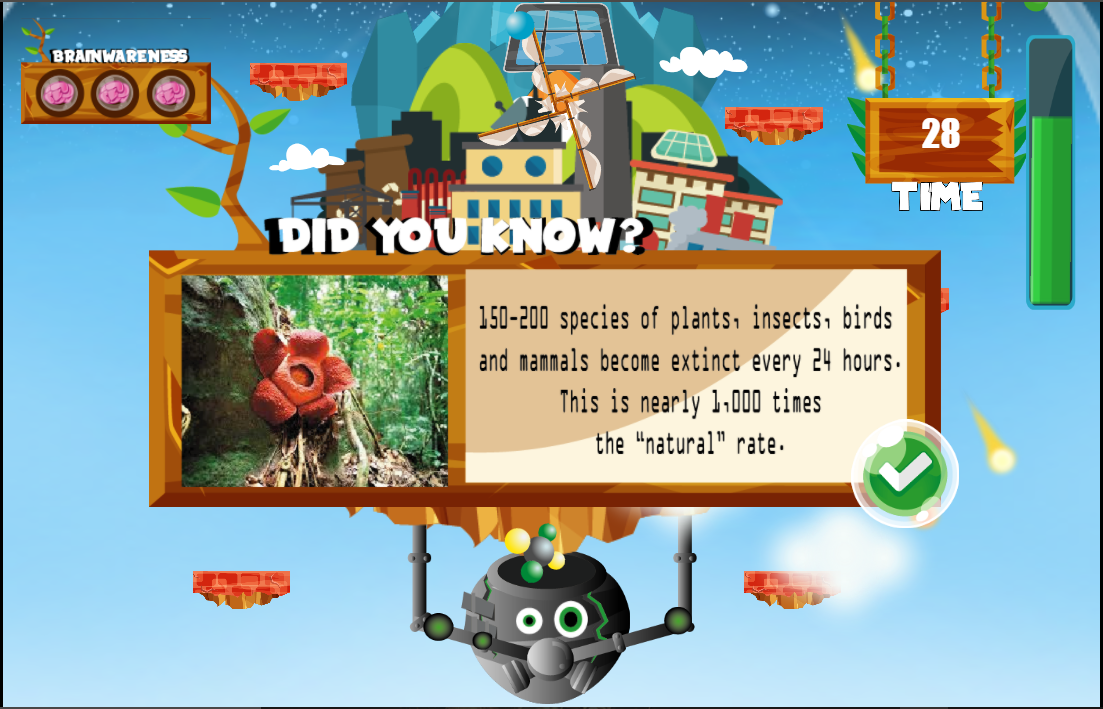 BRAINWARENESS
28
TIME
DID YOU KNOW?
150-200 species of plants, insects, birds
and mammals become extinct every 24 hours.
This is nearly 1,000 times
the “natural” rate.